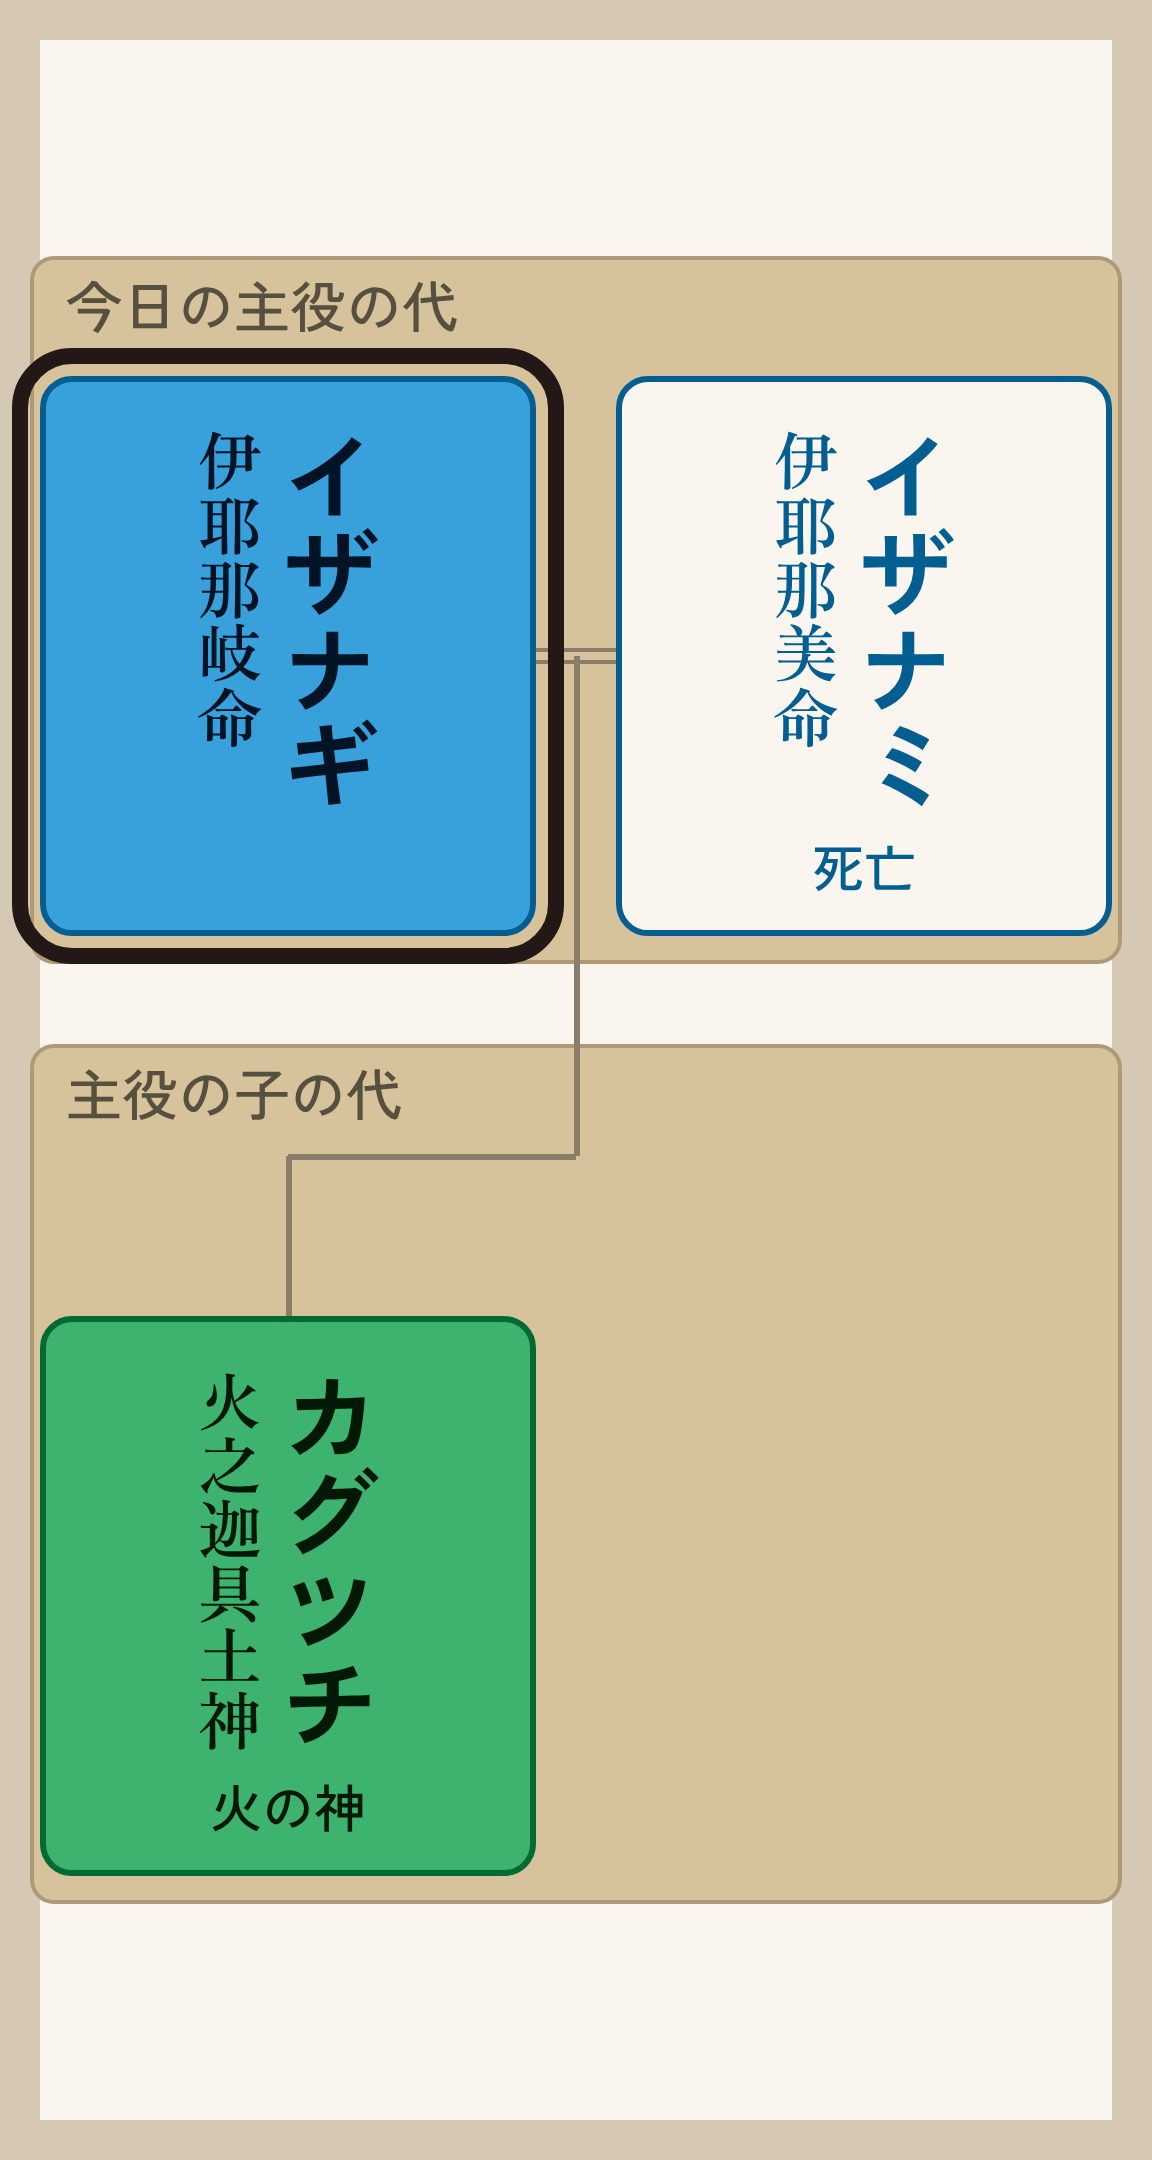 今日の主役の代
イザナギ
伊耶那岐命
イザナミ
伊耶那美命
死亡
主役の子の代
カグツチ
火之迦具土神
火の神